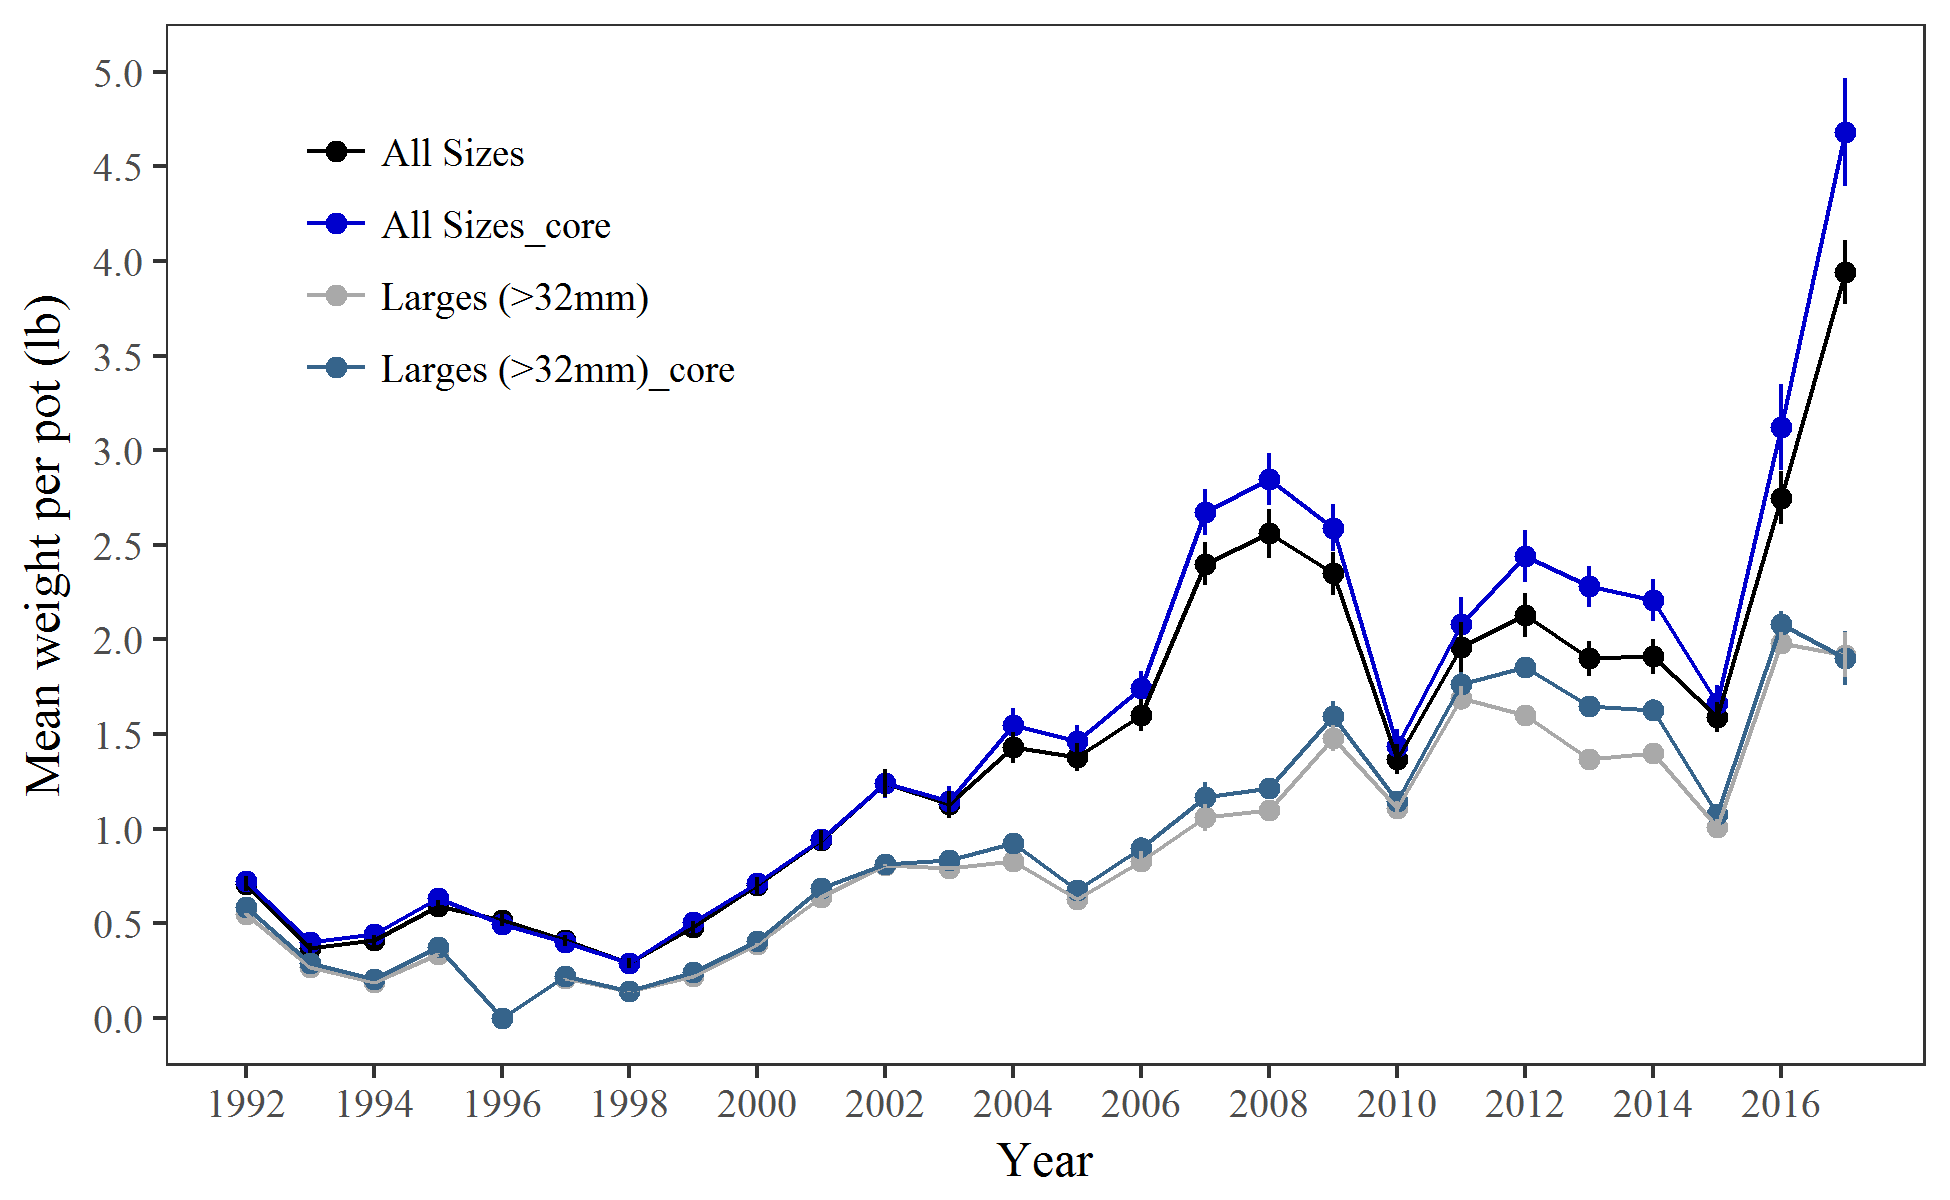 Mean weight per pot (lb)
5.0
4.5
4.0
3.5
3.0
2.5
2.0
1.5
1.0
0.5
0.0
All Sizes
All Sizes_core
Larges (>32mm)
Larges (>32mm)_core
1992 1994 1996 1998 2000 2002 2004 2006 2008 2010 2012 2014 2016
Year